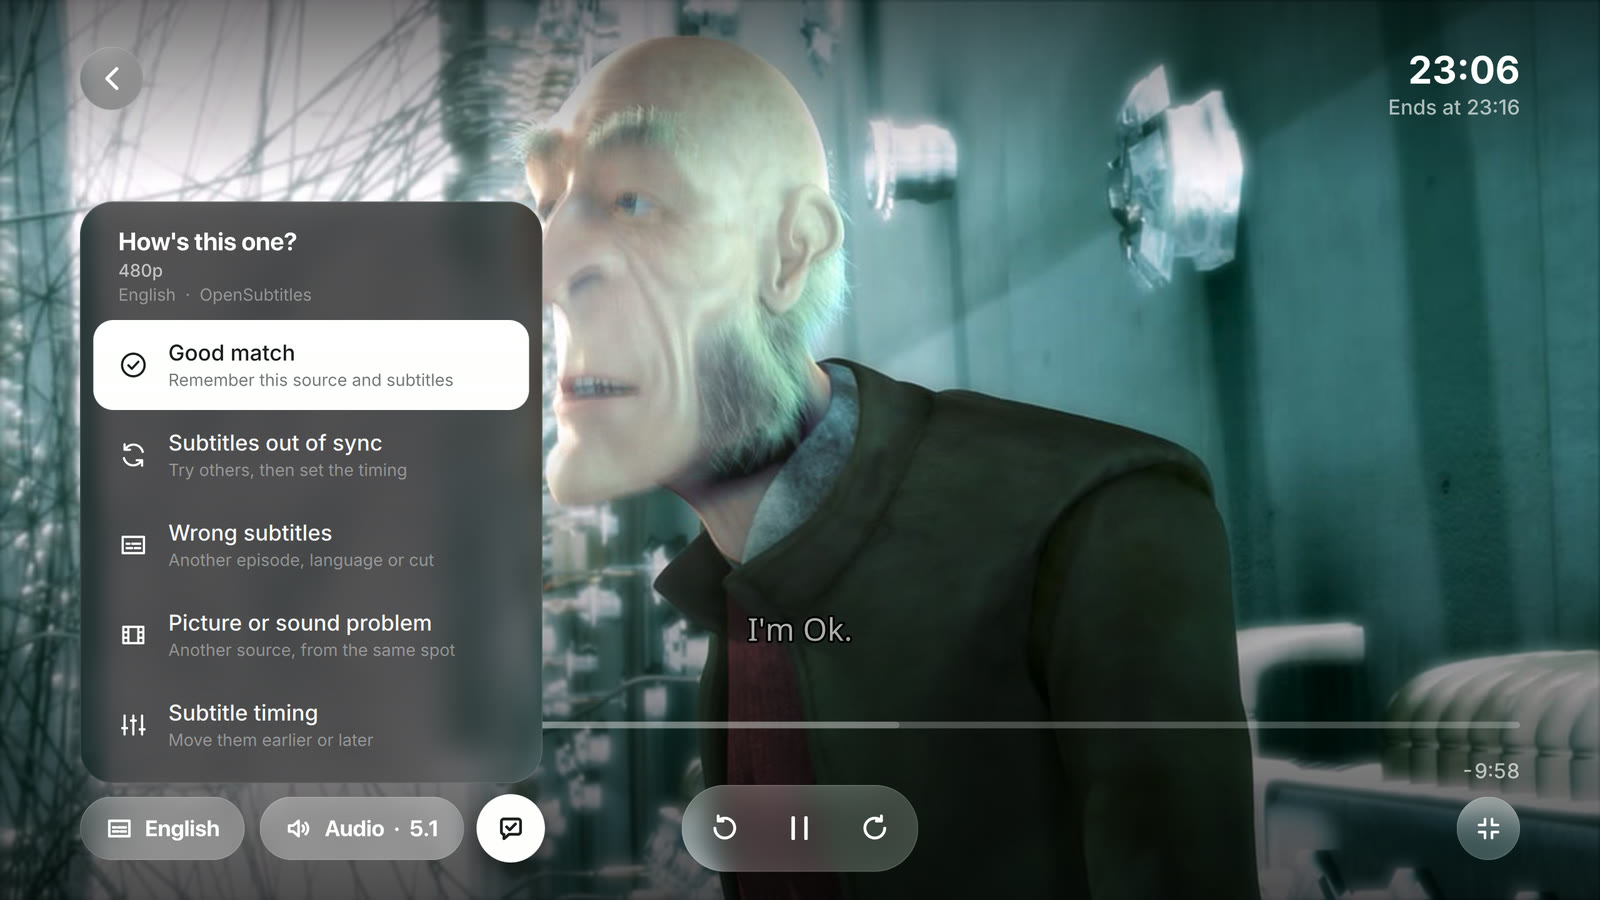 23:06
Ends at 23:16
How's this one?
480p
English · OpenSubtitles
Good match
Remember this source and subtitles
Subtitles out of sync
Try others, then set the timing
Wrong subtitles
Another episode, language or cut
Picture or sound problem
Another source, from the same spot
Subtitle timing
Move them earlier or later
I'm Ok.
-9:58
English
Audio · 5.1